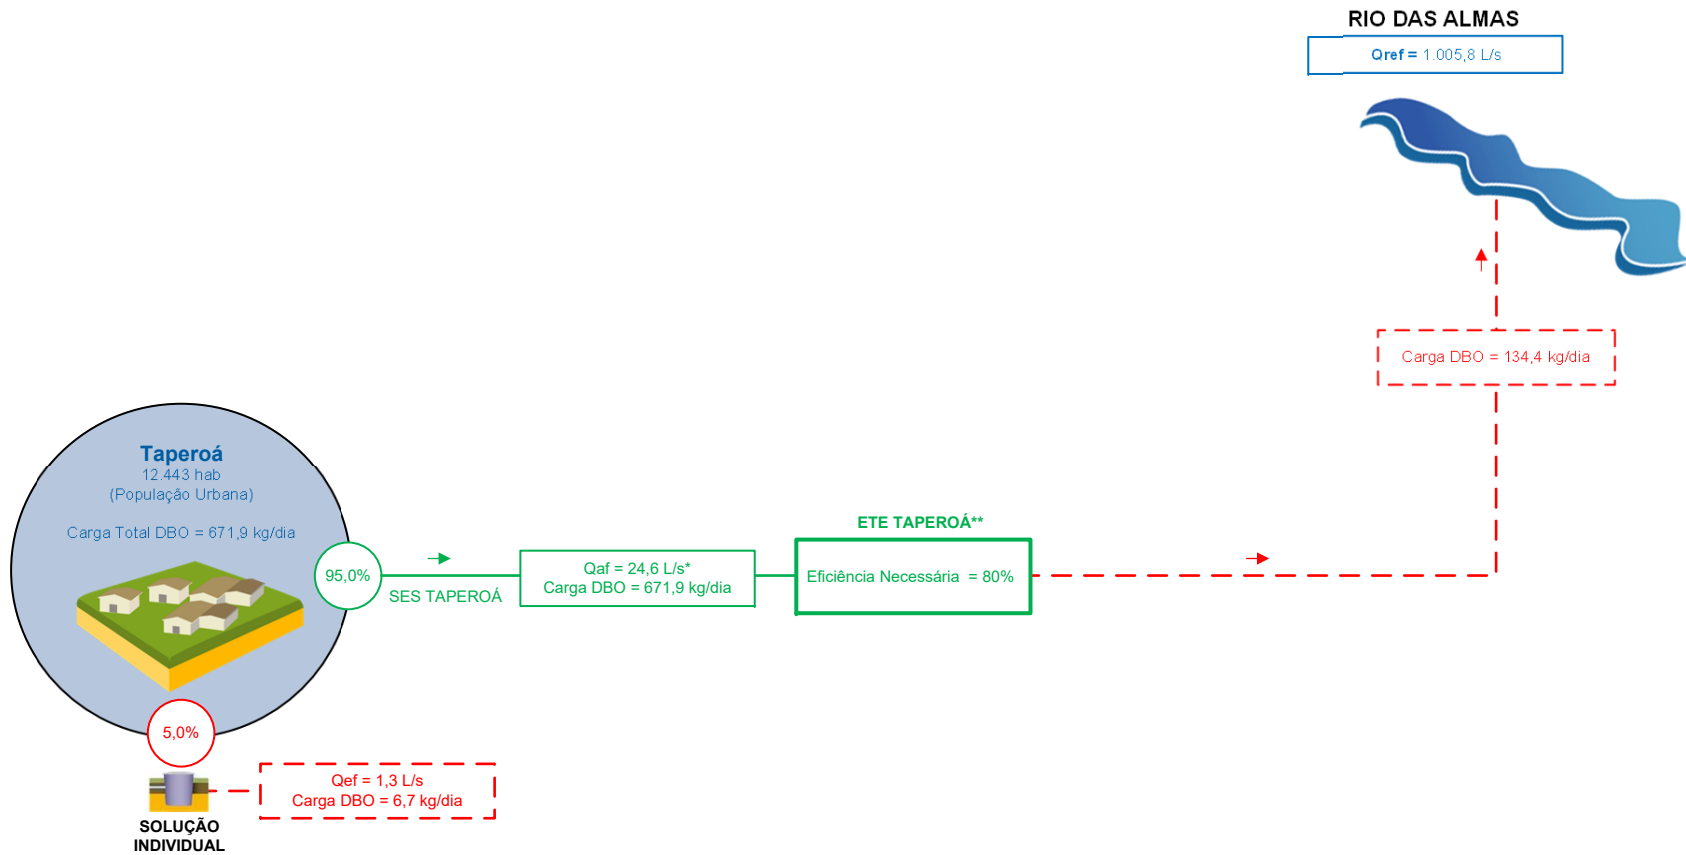 RIO DAS ALMAS
Qref = 1.005,8 L/s
Carga DBO = 134,4 kg/dia
Taperoá
12.443 hab
(População Urbana)
Carga Total DBO = 671,9 kg/dia
95,0%
SES TAPEROÁ
Qaf = 24,6 L/s*
Carga DBO = 671,9 kg/dia
ETE TAPEROÁ**
Eficiência Necessária = 80%
5,0%
Qef = 1,3 L/s
Carga DBO = 6,7 kg/dia
SOLUÇÃO
INDIVIDUAL